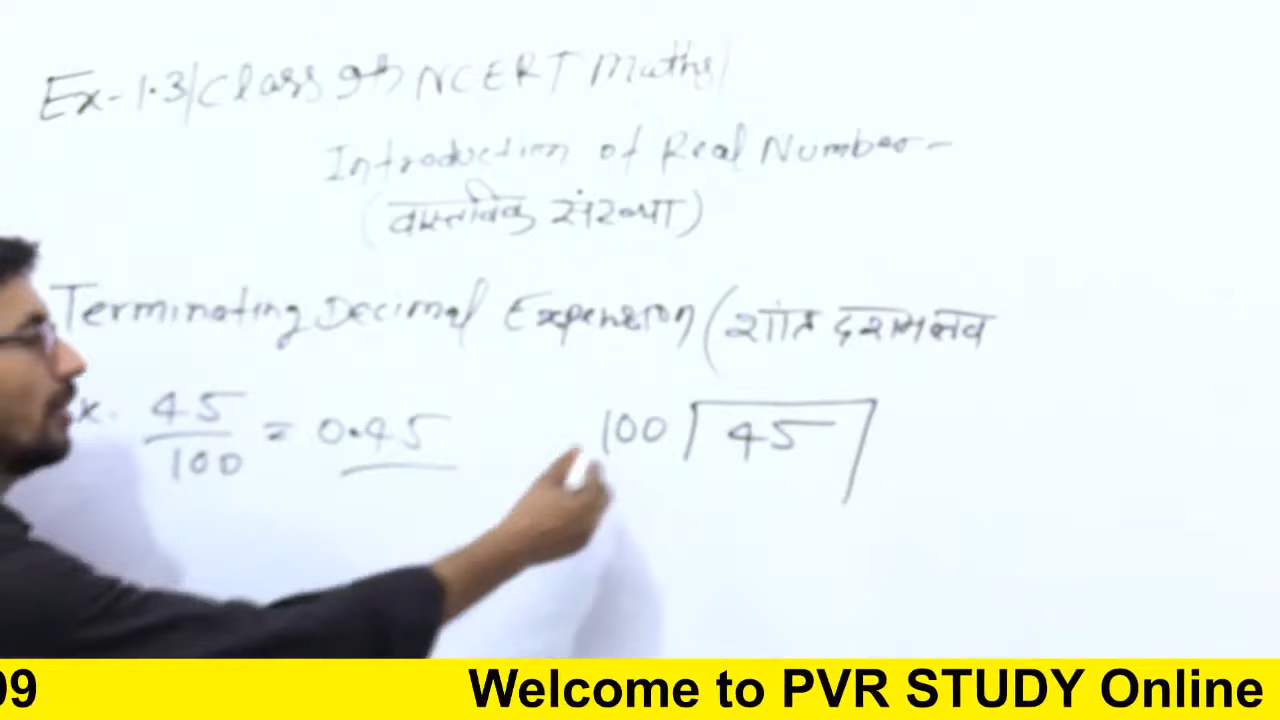 Ex-1.3/Class 9th NCERT Maths/
Introduction of Real Number-
(वास्तविक संख्या)
Terminating Decimal Expension (शांत दशमलव
Ex. 45/100 = 0.45
100 45
09 Welcome to PVR STUDY Online